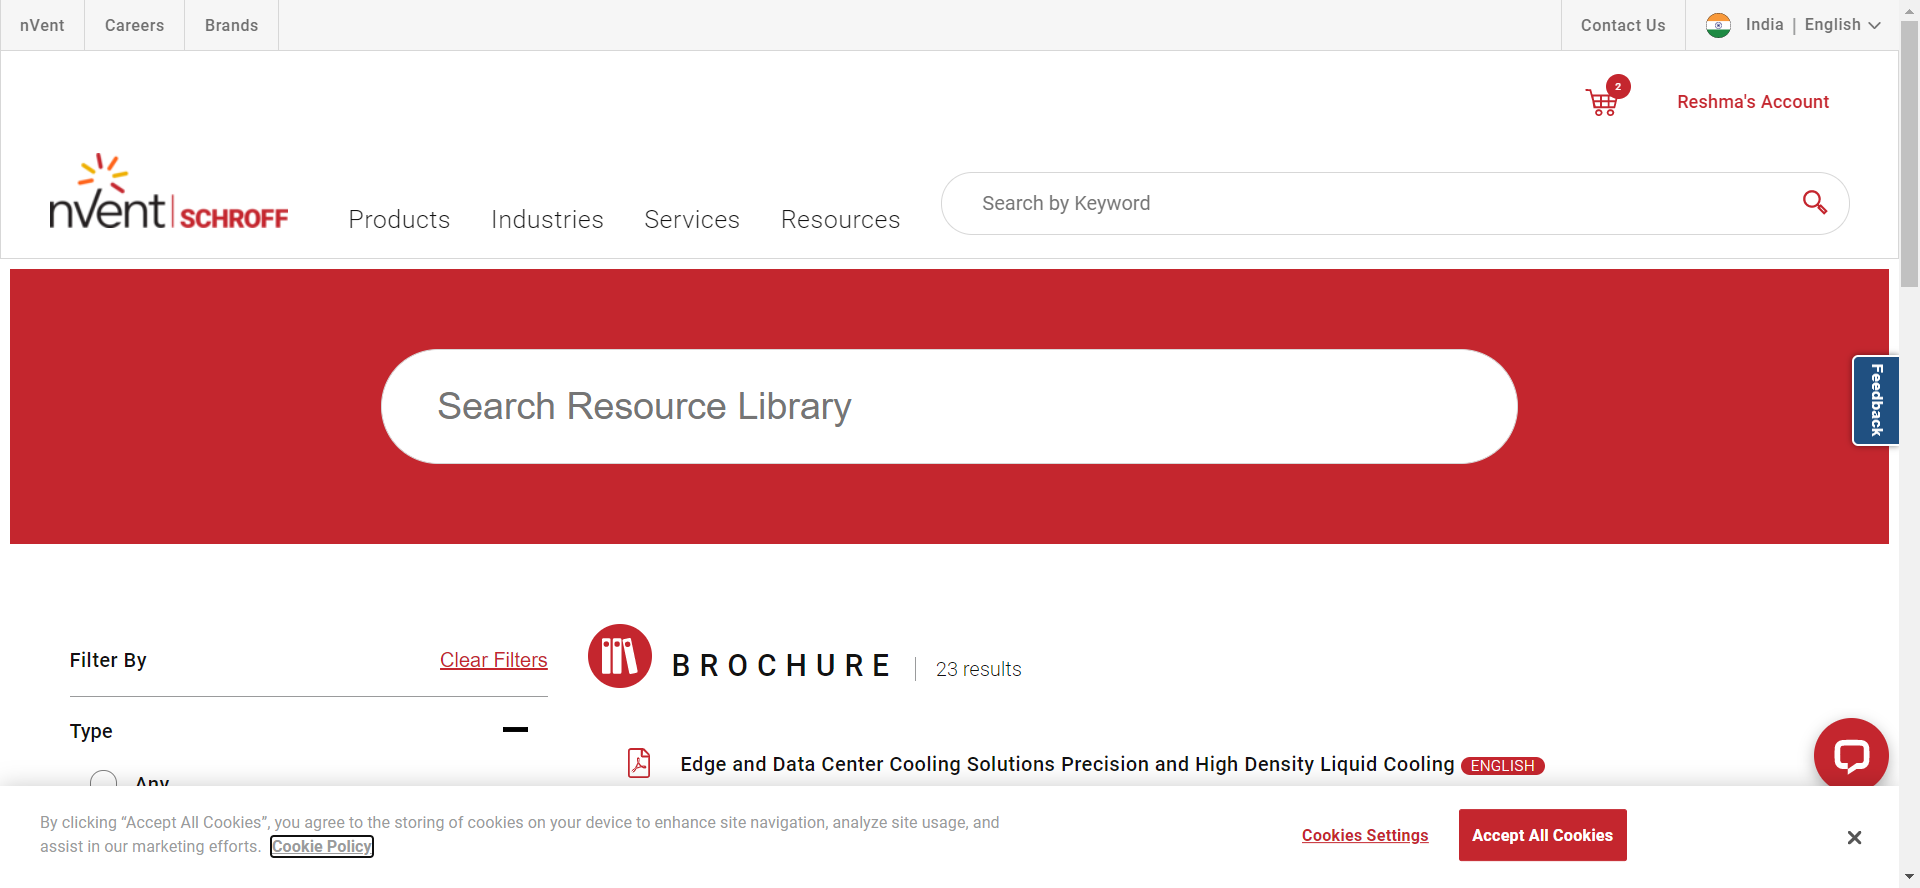 nVent
Careers
Brands
Contact Us
India | English
2
Reshma's Account
nVent | SCHROFF
Products
Industries
Services
Resources
Search by Keyword
Search Resource Library
Feedback
Filter By
Clear Filters
BROCHURE
23 results
Type
Edge and Data Center Cooling Solutions Precision and High Density Liquid Cooling ENGLISH
Any
By clicking “Accept All Cookies”, you agree to the storing of cookies on your device to enhance site navigation, analyze site usage, and
assist in our marketing efforts. Cookie Policy
Cookies Settings
Accept All Cookies